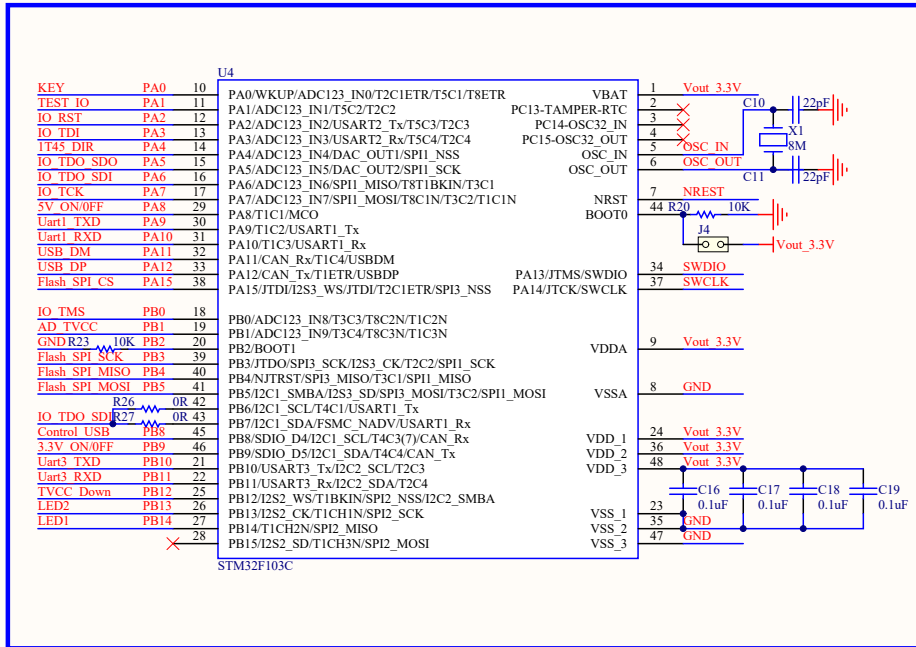 U4
KEY PA0 10 PA0/WKUP/ADC123_IN0/T2C1ETR/T5C1/T8ETR VBAT 1 Vout_3.3V
TEST_IO PA1 11 PA1/ADC123_IN1/T5C2/T2C2 PC13-TAMPER-RTC 2 C10 22pF
IO_RST PA2 12 PA2/ADC123_IN2/USART2_Tx/T5C3/T2C3 PC14-OSC32_IN 3 X1
IO_TDI PA3 13 PA3/ADC123_IN3/USART2_Rx/T5C4/T2C4 PC15-OSC32_OUT 4 8M
1T45_DIR PA4 14 PA4/ADC123_IN4/DAC_OUT1/SPI1_NSS OSC_IN 5 OSC_IN
IO_TDO_SDO PA5 15 PA5/ADC123_IN5/DAC_OUT2/SPI1_SCK OSC_OUT 6 OSC_OUT C11 22pF
IO_TDO_SDI PA6 16 PA6/ADC123_IN6/SPI1_MISO/T8T1BKIN/T3C1
IO_TCK PA7 17 PA7/ADC123_IN7/SPI1_MOSI/T8C1N/T3C2/T1C1N NRST 7 NREST
5V_ON/0FF PA8 29 PA8/T1C1/MCO BOOT0 44 R20 10K
Uart1_TXD PA9 30 PA9/T1C2/USART1_Tx J4
Uart1_RXD PA10 31 PA10/T1C3/USART1_Rx Vout_3.3V
USB_DM PA11 32 PA11/CAN_Rx/T1C4/USBDM
USB_DP PA12 33 PA12/CAN_Tx/T1ETR/USBDP PA13/JTMS/SWDIO 34 SWDIO
Flash_SPI_CS PA15 38 PA15/JTDI/I2S3_WS/JTDI/T2C1ETR/SPI3_NSS PA14/JTCK/SWCLK 37 SWCLK
IO_TMS PB0 18 PB0/ADC123_IN8/T3C3/T8C2N/T1C2N
AD_TVCC PB1 19 PB1/ADC123_IN9/T3C4/T8C3N/T1C3N
GND R23 10K PB2 20 PB2/BOOT1 VDDA 9 Vout_3.3V
Flash_SPI_SCK PB3 39 PB3/JTDO/SPI3_SCK/I2S3_CK/T2C2/SPI1_SCK
Flash_SPI_MISO PB4 40 PB4/NJTRST/SPI3_MISO/T3C1/SPI1_MISO
Flash_SPI_MOSI PB5 41 PB5/I2C1_SMBA/I2S3_SD/SPI3_MOSI/T3C2/SPI1_MOSI VSSA 8 GND
R26 0R 42 PB6/I2C1_SCL/T4C1/USART1_Tx
IO_TDO_SDI R27 0R 43 PB7/I2C1_SDA/FSMC_NADV/USART1_Rx
Control_USB PB8 45 PB8/SDIO_D4/I2C1_SCL/T4C3(7)/CAN_Rx VDD_1 24 Vout_3.3V
3.3V_ON/0FF PB9 46 PB9/SDIO_D5/I2C1_SDA/T4C4/CAN_Tx VDD_2 36 Vout_3.3V
Uart3_TXD PB10 21 PB10/USART3_Tx/I2C2_SCL/T2C3 VDD_3 48 Vout_3.3V
Uart3_RXD PB11 22 PB11/USART3_Rx/I2C2_SDA/T2C4
TVCC_Down PB12 25 PB12/I2S2_WS/T1BKIN/SPI2_NSS/I2C2_SMBA C16 C17 C18 C19
0.1uF 0.1uF 0.1uF 0.1uF
LED2 PB13 26 PB13/I2S2_CK/T1CH1N/SPI2_SCK VSS_1 23
LED1 PB14 27 PB14/T1CH2N/SPI2_MISO VSS_2 35 GND
28 PB15/I2S2_SD/T1CH3N/SPI2_MOSI VSS_3 47 GND
STM32F103C